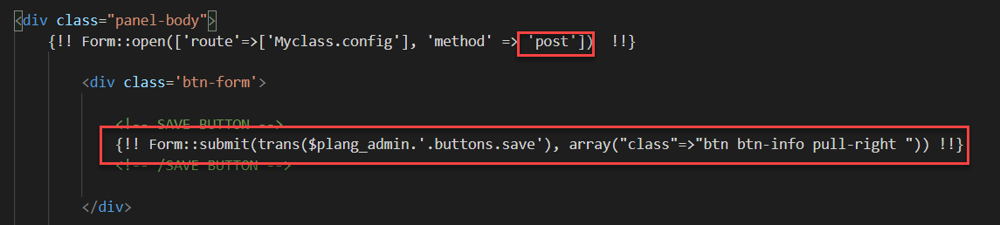 <div class="panel-body">
{!! Form::open(['route'=>['Myclass.config'], 'method' => 'post'])  !!}
<div class='btn-form'>
<!-- SAVE BUTTON -->
{!! Form::submit(trans($plang_admin.'.buttons.save'), array("class"=>"btn btn-info pull-right ")) !!}
<!-- /SAVE BUTTON -->
</div>